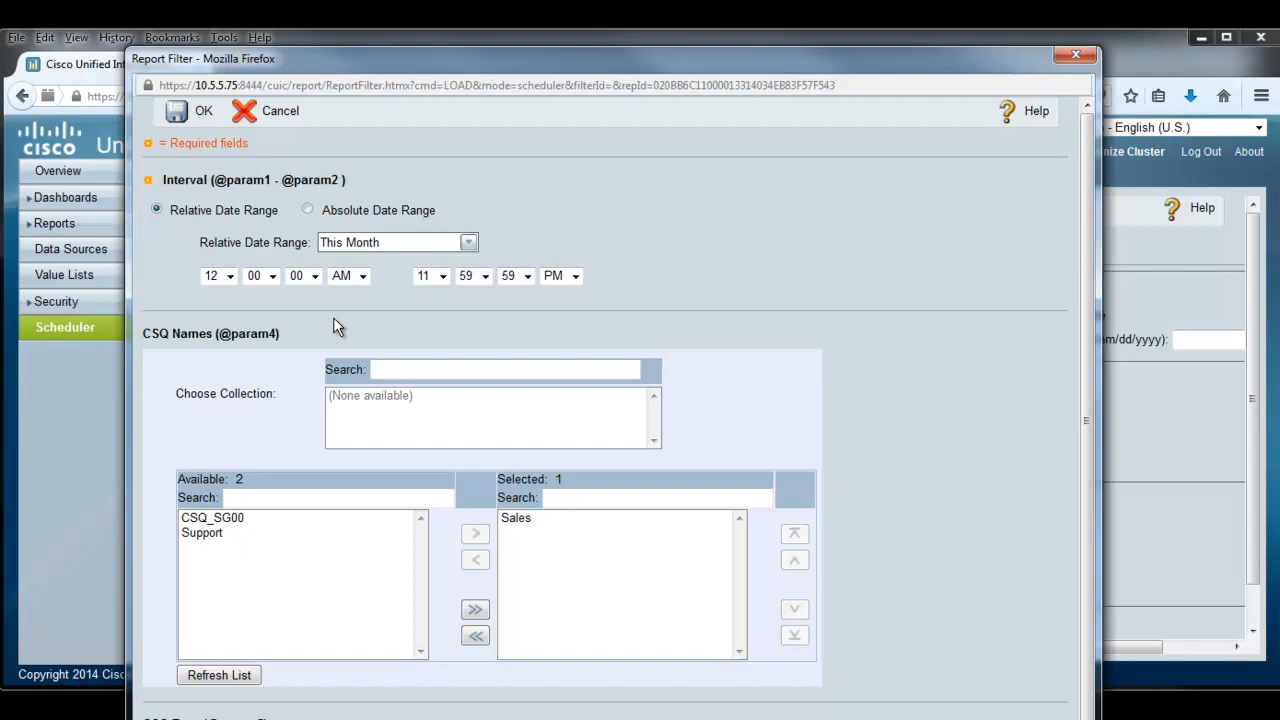 File Edit View History Bookmarks Tools Help
Report Filter - Mozilla Firefox
Cisco Unified Int
https://10.5.5.75:8444/cuic/report/ReportFilter.htmx?cmd=LOAD&mode=scheduler&filterId=&repId=020BB6C11000013314034EB83F57F543
https:/
OK Cancel Help
- English (U.S.)
cisco Un
nize Cluster Log Out About
= Required fields
Overview
Interval (@param1 - @param2 )
Dashboards
Relative Date Range Absolute Date Range Help
Reports
Relative Date Range: This Month
Data Sources
Value Lists
12 00 00 AM 11 59 59 PM
Security
Scheduler
CSQ Names (@param4)
m/dd/yyyy):
Search:
Choose Collection: (None available)
Available: 2 Selected: 1
Search: Search:
CSQ_SG00 Sales
Support
>
<
>>
<<
Refresh List
Copyright 2014 Cisc